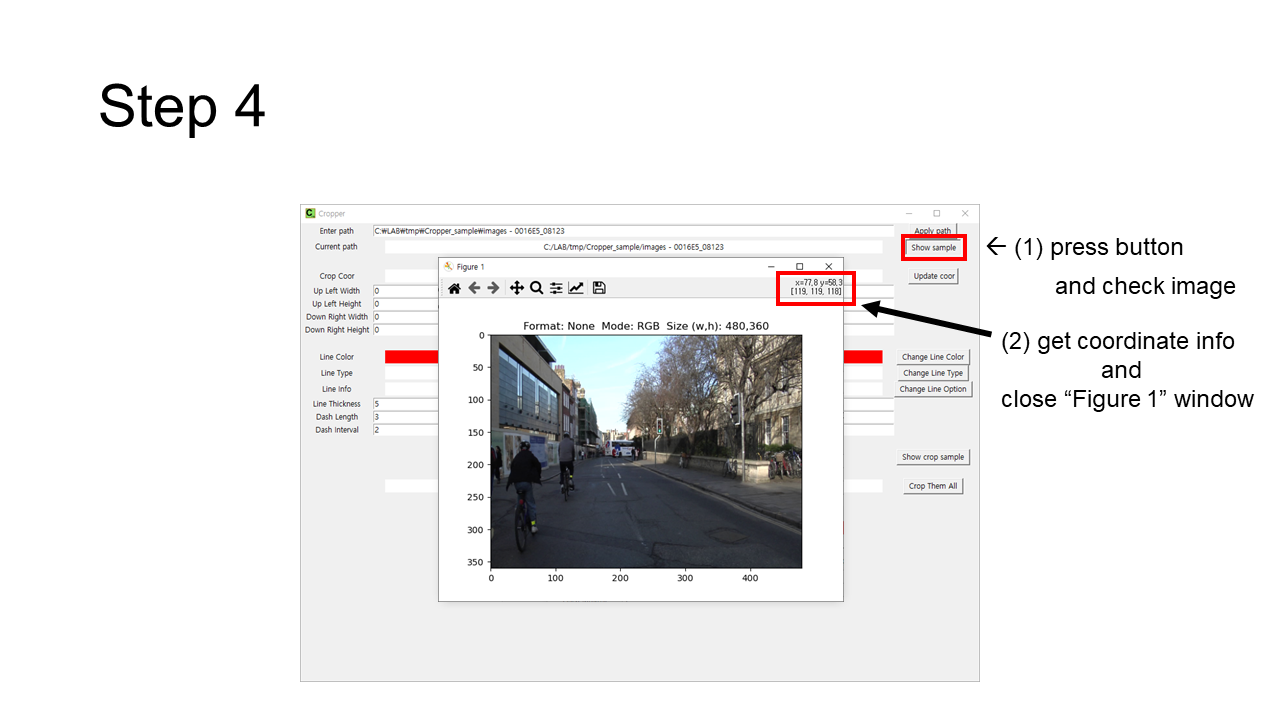 Step 4
Cropper
Enter path C:₩LAB₩tmp₩Cropper_sample₩images - 0016E5_08123 Apply path
Current path C:/LAB/tmp/Cropper_sample/images - 0016E5_08123 Show sample
← (1) press button
and check image
Figure 1
Crop Coor Update coor
x=77.8 y=58.3
[119, 119, 118]
Up Left Width 0
Up Left Height 0
Down Right Width 0
Down Right Height 0
(2) get coordinate info
and
close “Figure 1” window
Format: None Mode: RGB Size (w,h): 480,360
Line Color Change Line Color
Line Type Change Line Type
Line Info Change Line Option
Line Thickness 5
Dash Length 3
Dash Interval 2
Show crop sample
Crop Them All
0
50
100
150
200
250
300
350
0 100 200 300 400